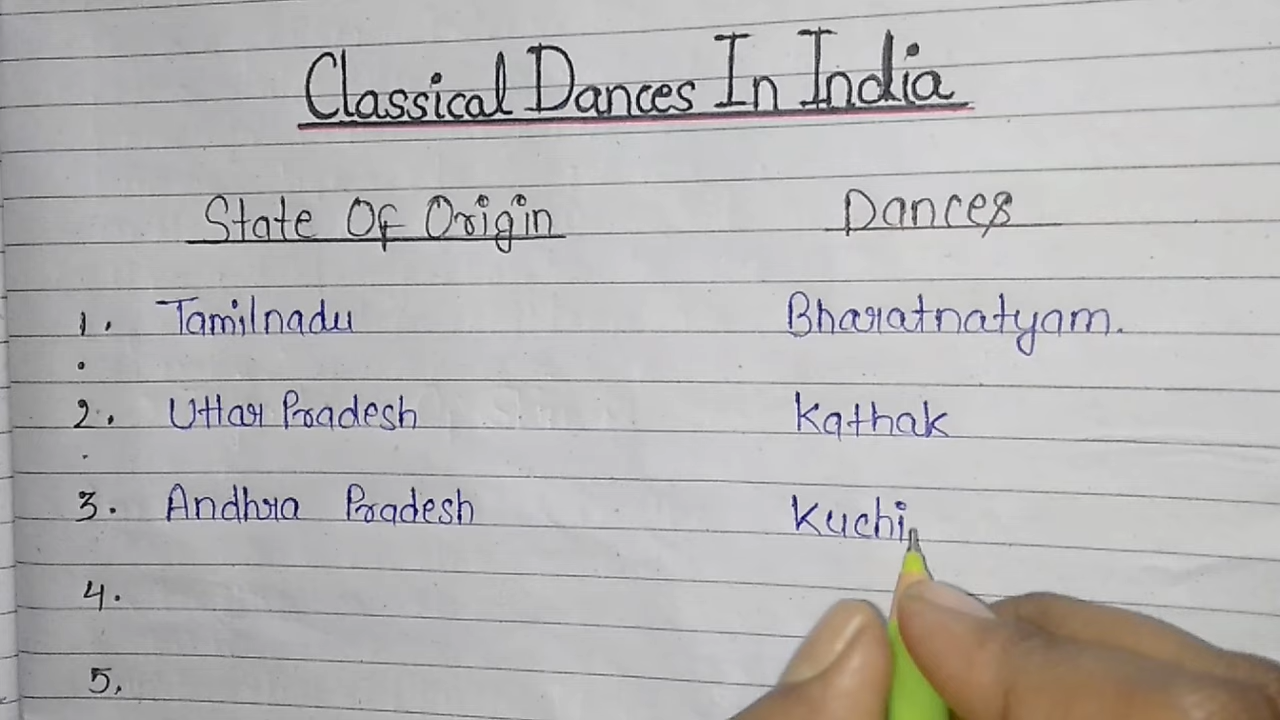 Classical Dances In India
State Of Origin Dances
1. Tamilnadu Bharatnatyam.
2. Uttar Pradesh Kathak
3. Andhra Pradesh Kuchi
4.
5.